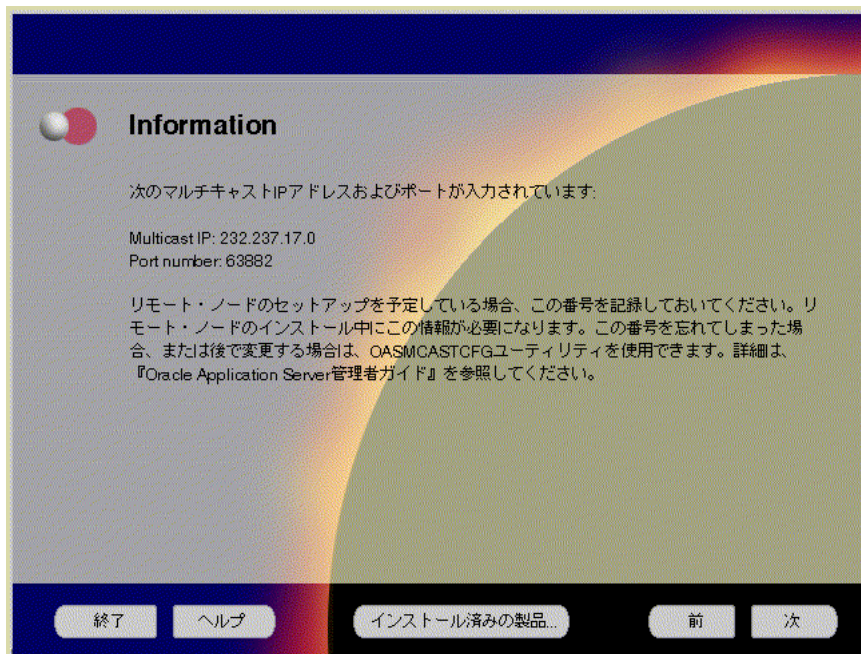 Information
次のマルチキャストIPアドレスおよびポートが入力されています:
Multicast IP: 232.237.17.0
Port number: 63882
リモート・ノードのセットアップを予定している場合、この番号を記録しておいてください。リ
モート・ノードのインストール中にこの情報が必要になります。この番号を忘れてしまった場
合、または後で変更する場合は、OASMCASTCFGユーティリティを使用できます。詳細は、
『Oracle Application Server管理者ガイド』を参照してください。
終了 ヘルプ インストール済みの製品... 前 次